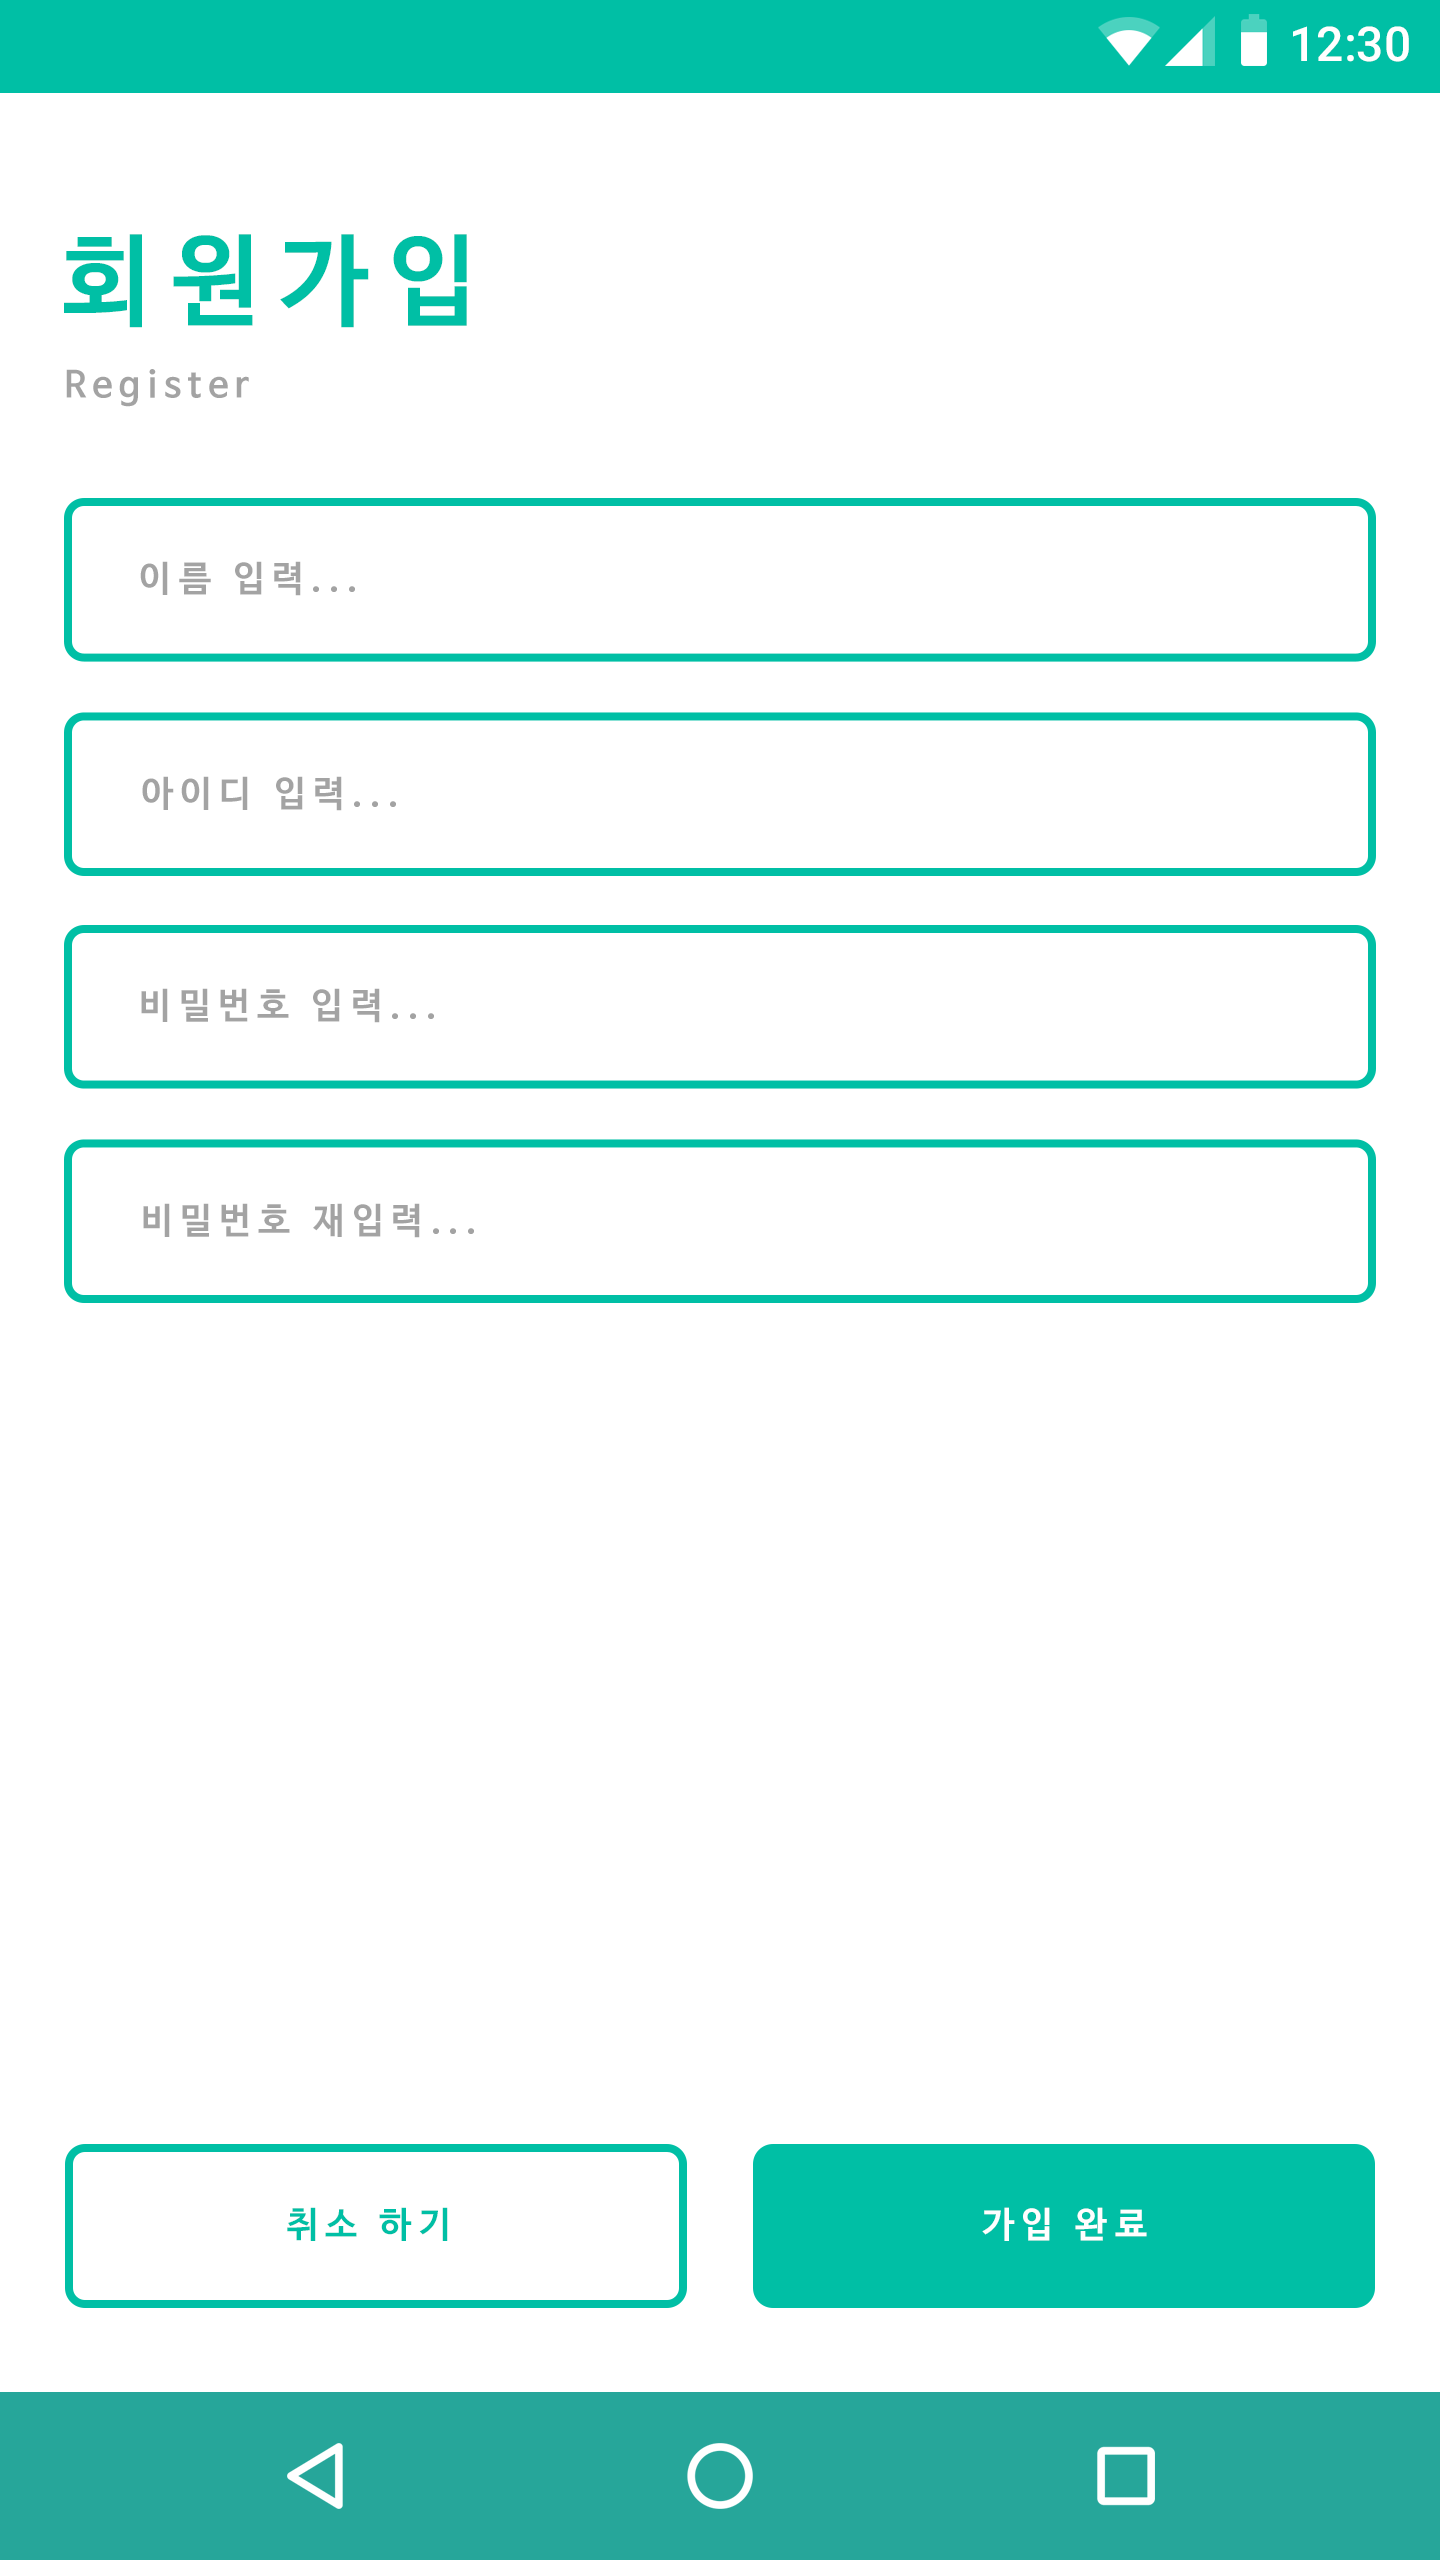 12:30
회원가입
Register
이름 입력...
아이디 입력...
비밀번호 입력...
비밀번호 재입력...
취소 하기
가입 완료